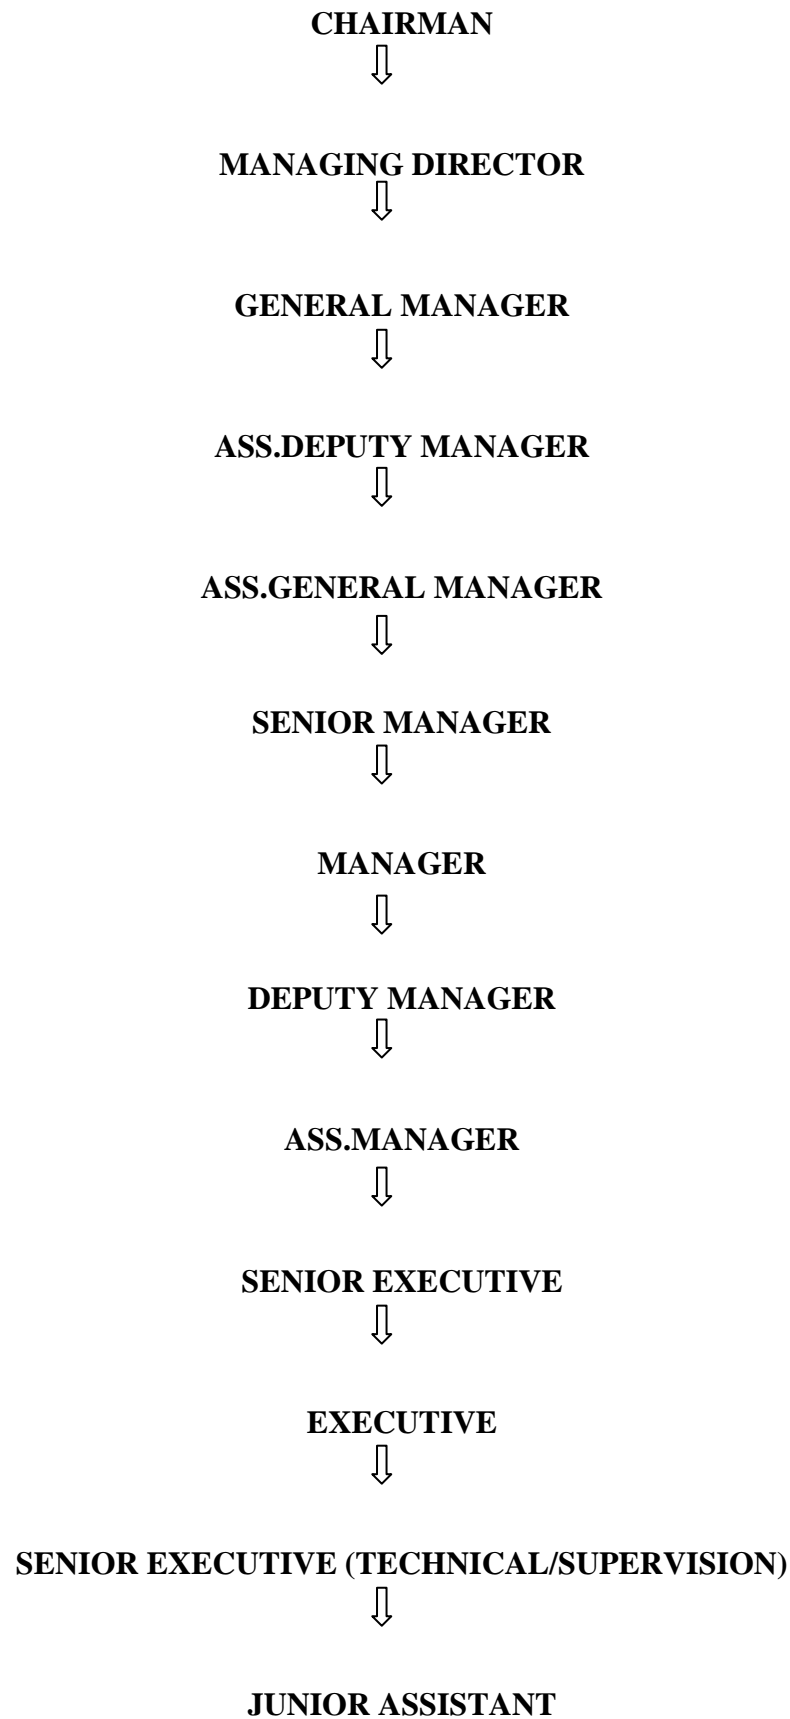 CHAIRMAN
MANAGING DIRECTOR
GENERAL MANAGER
ASS.DEPUTY MANAGER
ASS.GENERAL MANAGER
SENIOR MANAGER
MANAGER
DEPUTY MANAGER
ASS.MANAGER
SENIOR EXECUTIVE
EXECUTIVE
SENIOR EXECUTIVE (TECHNICAL/SUPERVISION)
JUNIOR ASSISTANT